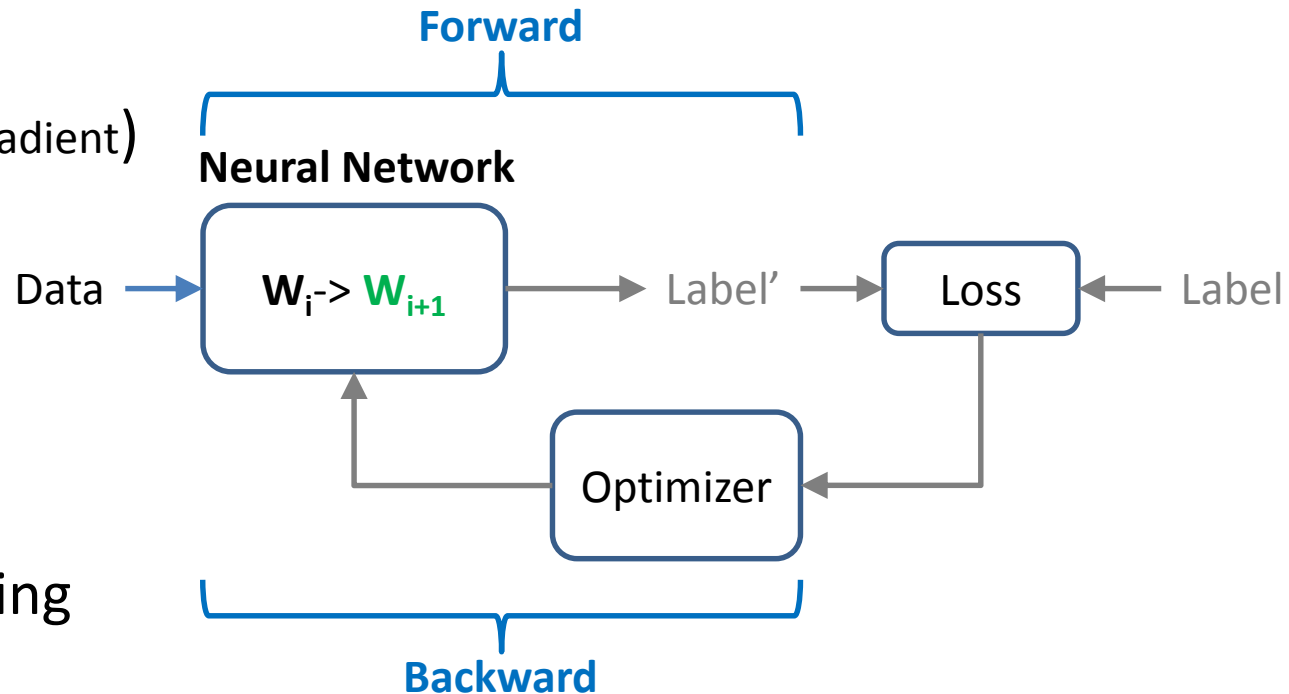 Forward
adient)
Neural Network
Data
Wi-> Wi+1
Label’
Loss
Label
Optimizer
ing
Backward